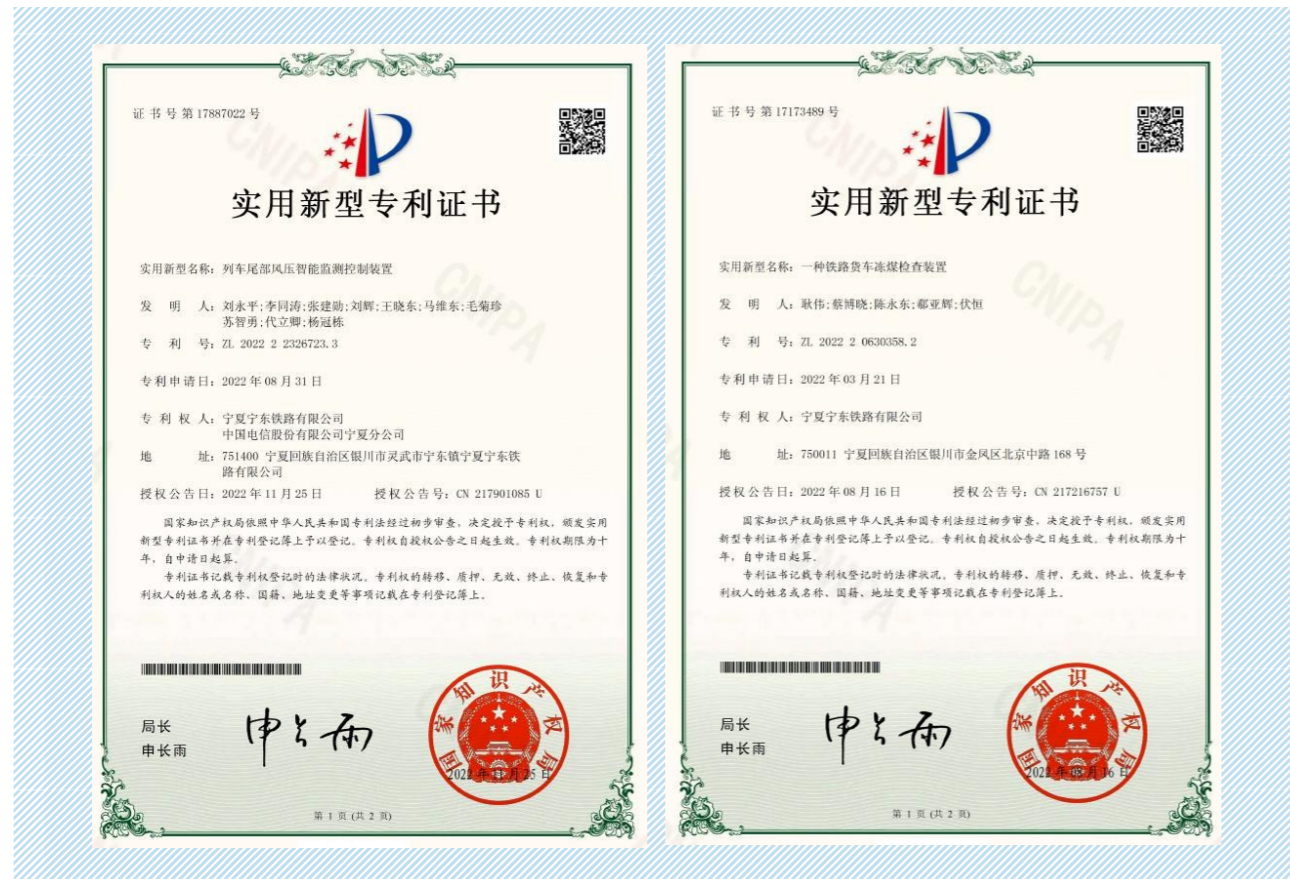 证书号第17887022号
实用新型专利证书
实用新型名称：列车尾部风压智能监测控制装置
发 明 人：刘永平;李同涛;张建勋;刘辉;王晓东;马维东;毛菊珍
苏智勇;代立卿;杨冠栋
专 利 号：ZL 2022 2 2326723.3
专利申请日：2022年08月31日
专 利 权 人：宁夏宁东铁路有限公司
中国电信股份有限公司宁夏分公司
地 址：751400 宁夏回族自治区银川市灵武市宁东镇宁夏宁东铁
路有限公司
授权公告日：2022年11月25日 授权公告号：CN 217901085 U
国家知识产权局依照中华人民共和国专利法经过初步审查，决定授予专利权，颁发实用
新型专利证书并在专利登记簿上予以登记。专利权自授权公告之日起生效。专利权期限为十
年，自申请日起算。
专利证书记载专利权登记时的法律状况。专利权的转移、质押、无效、终止、恢复和专
利权人的姓名或名称、国籍、地址变更等事项记载在专利登记簿上。
局长
申长雨
申长雨
国家知识产权局
2022年11月25日
第 1 页 (共 2 页)
证书号第17173489号
实用新型专利证书
实用新型名称：一种铁路货车冻煤检查装置
发 明 人：耿伟;蔡博晓;陈永东;郗亚辉;伏恒
专 利 号：ZL 2022 2 0630358.2
专利申请日：2022年03月21日
专 利 权 人：宁夏宁东铁路有限公司
地 址：750011 宁夏回族自治区银川市金凤区北京中路168号
授权公告日：2022年08月16日 授权公告号：CN 217216757 U
国家知识产权局依照中华人民共和国专利法经过初步审查，决定授予专利权，颁发实用
新型专利证书并在专利登记簿上予以登记。专利权自授权公告之日起生效。专利权期限为十
年，自申请日起算。
专利证书记载专利权登记时的法律状况。专利权的转移、质押、无效、终止、恢复和专
利权人的姓名或名称、国籍、地址变更等事项记载在专利登记簿上。
局长
申长雨
申长雨
国家知识产权局
2022年08月16日
第 1 页 (共 2 页)